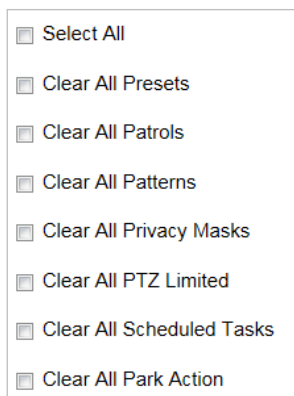 Select All
Clear All Presets
Clear All Patrols
Clear All Patterns
Clear All Privacy Masks
Clear All PTZ Limited
Clear All Scheduled Tasks
Clear All Park Action